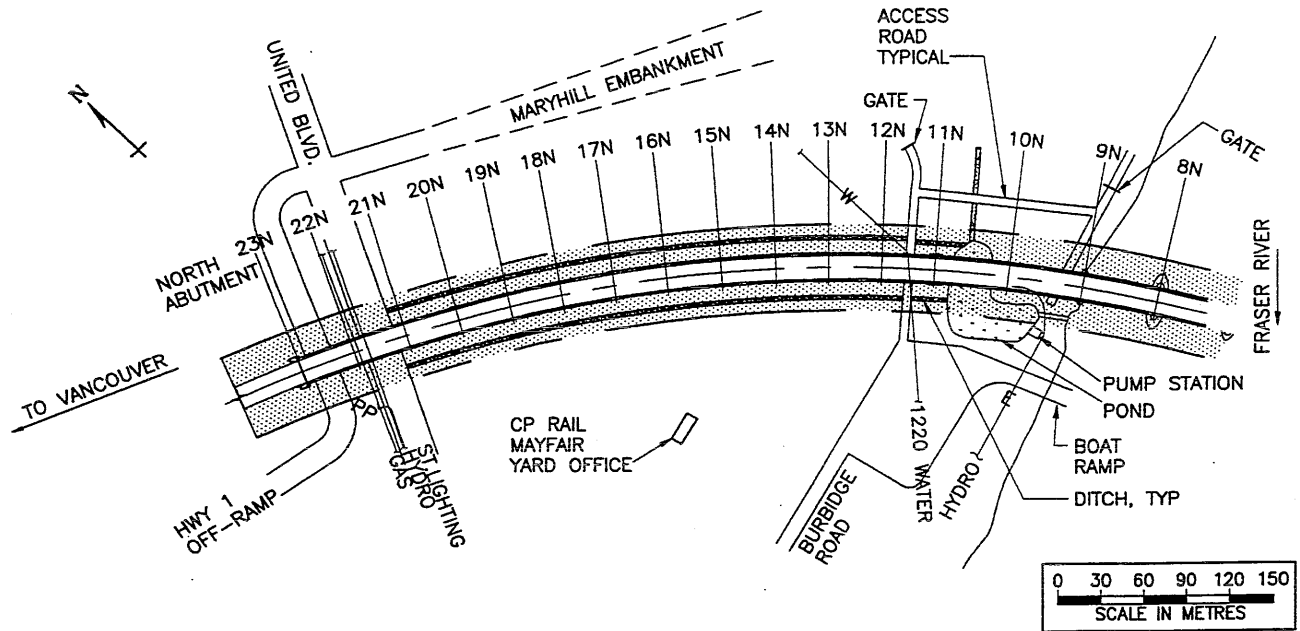 ACCESS
ROAD
TYPICAL
UNITED BLVD.
N
MARYHILL EMBANKMENT
GATE
GATE
23N
22N
21N
20N
19N
18N
17N
16N
15N
14N
13N
12N
11N
10N
9N
8N
W
NORTH
ABUTMENT
FRASER RIVER
TO VANCOUVER
PP
HWY 1
OFF-RAMP
GAS
HYDRO
ST LIGHTING
CP RAIL
MAYFAIR
YARD OFFICE
PUMP STATION
POND
BOAT
RAMP
DITCH, TYP
1220 WATER
HYDRO
E
BURBIDGE
ROAD
0 30 60 90 120 150
SCALE IN METRES